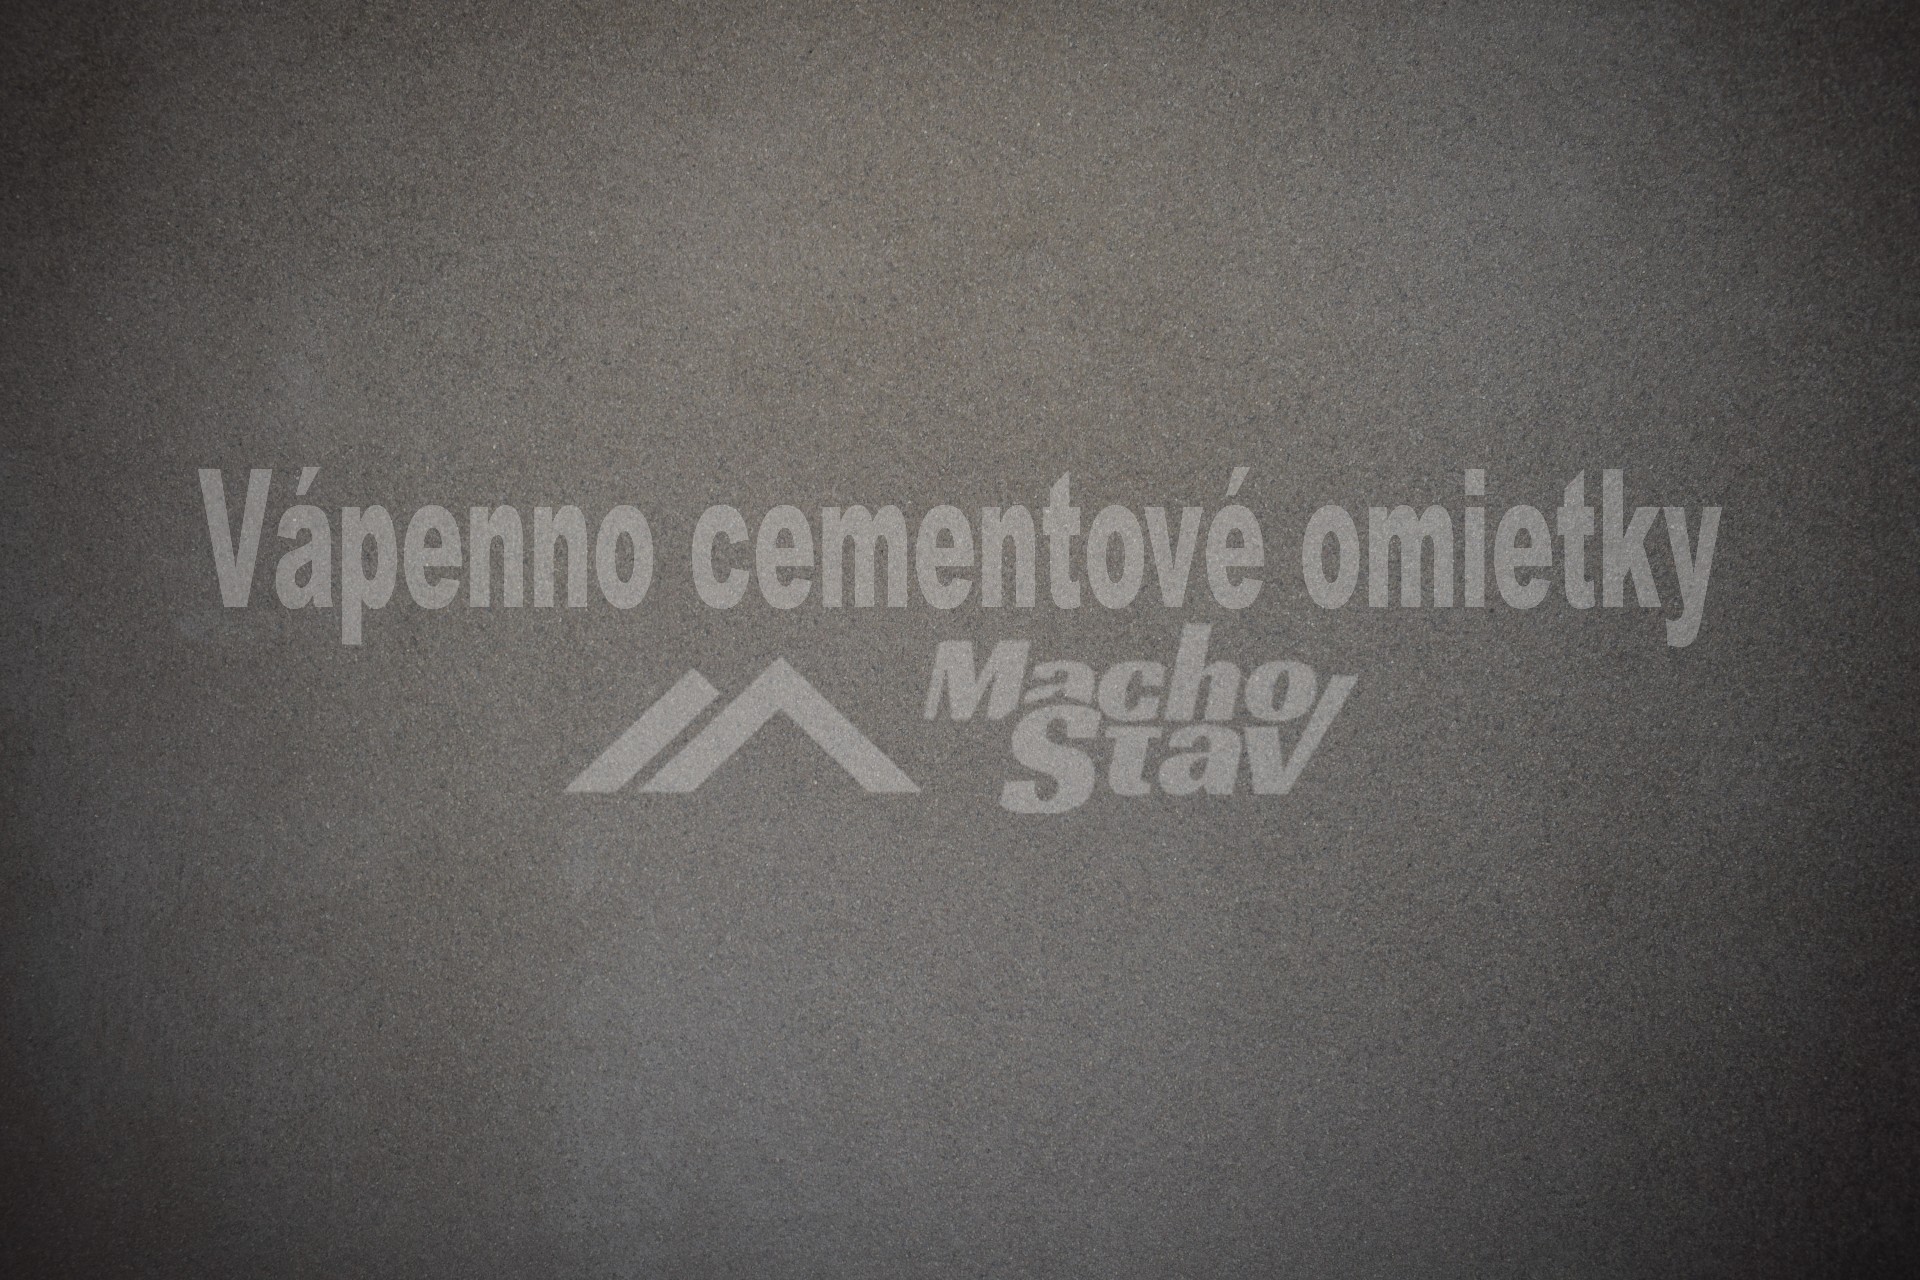 Vápenno cementové omietky
Macho
Stav